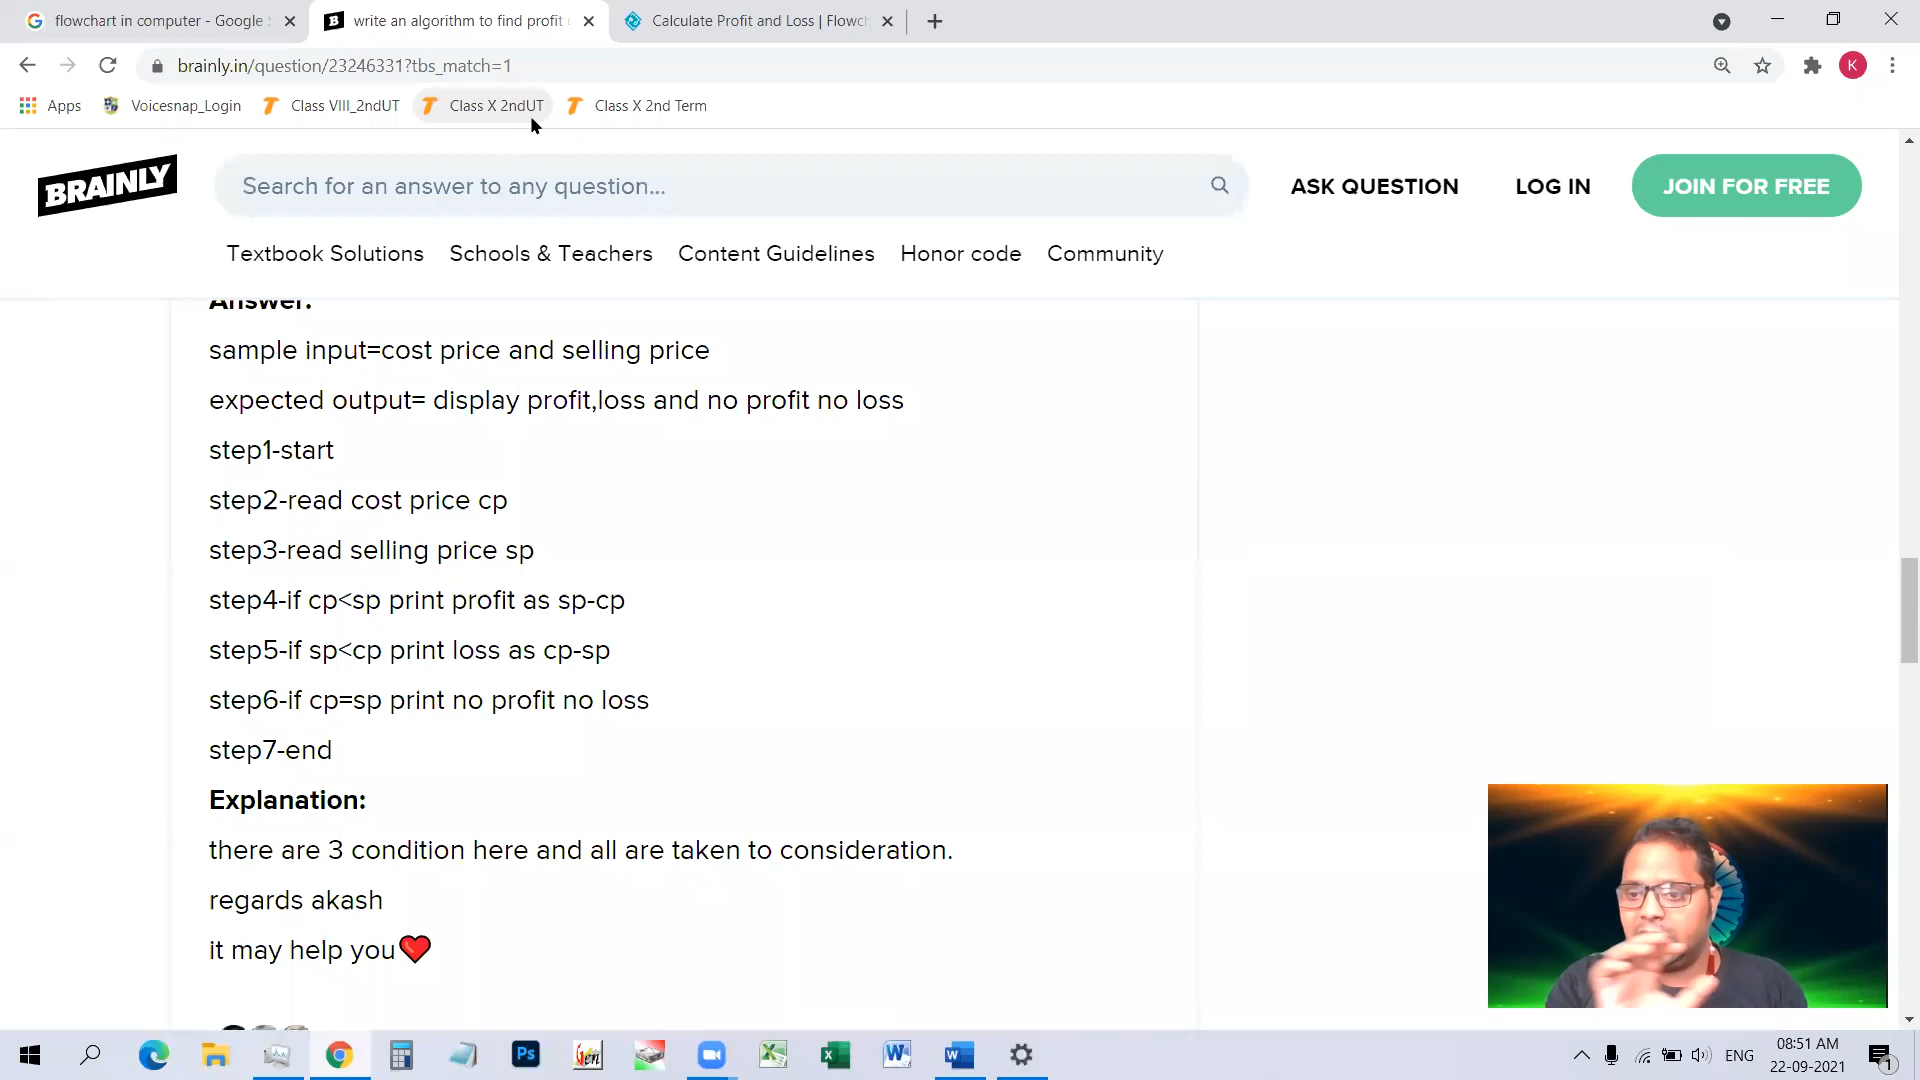 flowchart in computer - Google
write an algorithm to find profit
Calculate Profit and Loss | Flowc
brainly.in/question/23246331?tbs_match=1
K
Apps
Voicesnap_Login
Class VIII_2ndUT
Class X 2ndUT
Class X 2nd Term
BRAINLY
Search for an answer to any question...
ASK QUESTION
LOG IN
JOIN FOR FREE
Textbook Solutions
Schools & Teachers
Content Guidelines
Honor code
Community
Answer:
sample input=cost price and selling price
expected output= display profit,loss and no profit no loss
step1-start
step2-read cost price cp
step3-read selling price sp
step4-if cp<sp print profit as sp-cp
step5-if sp<cp print loss as cp-sp
step6-if cp=sp print no profit no loss
step7-end
Explanation:
there are 3 condition here and all are taken to consideration.
regards akash
it may help you❤️
Ps
Gen
ENG
08:51 AM
22-09-2021
1